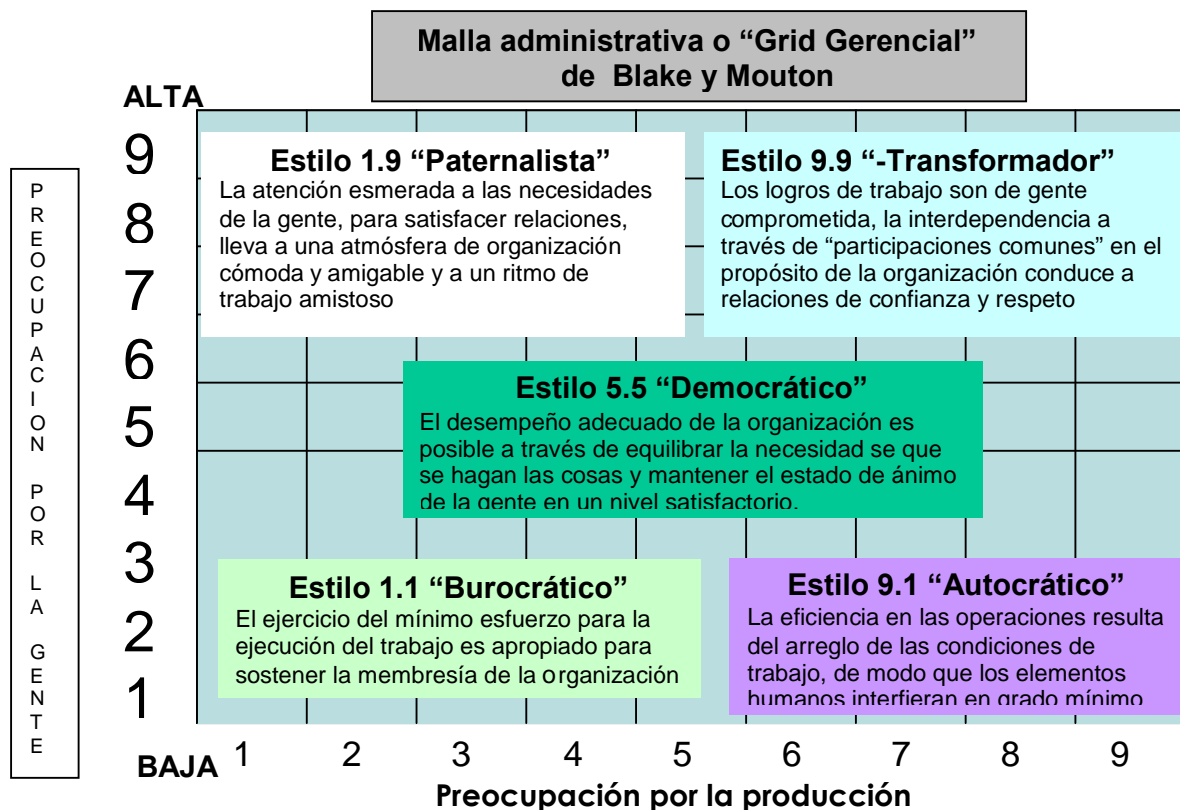 Malla administrativa o “Grid Gerencial”
de Blake y Mouton
ALTA
9
8
7
6
5
4
3
2
1
PREOCUPACION POR LA GENTE
Estilo 1.9 “Paternalista”
La atención esmerada a las necesidades
de la gente, para satisfacer relaciones,
lleva a una atmósfera de organización
cómoda y amigable y a un ritmo de
trabajo amistoso
Estilo 9.9 “-Transformador”
Los logros de trabajo son de gente
comprometida, la interdependencia a
través de “participaciones comunes” en el
propósito de la organización conduce a
relaciones de confianza y respeto
Estilo 5.5 “Democrático”
El desempeño adecuado de la organización es
posible a través de equilibrar la necesidad se que
se hagan las cosas y mantener el estado de ánimo
de la gente en un nivel satisfactorio.
Estilo 1.1 “Burocrático”
El ejercicio del mínimo esfuerzo para la
ejecución del trabajo es apropiado para
sostener la membresía de la organización
Estilo 9.1 “Autocrático”
La eficiencia en las operaciones resulta
del arreglo de las condiciones de
trabajo, de modo que los elementos
humanos interfieran en grado mínimo
BAJA
1 2 3 4 5 6 7 8 9
Preocupación por la producción